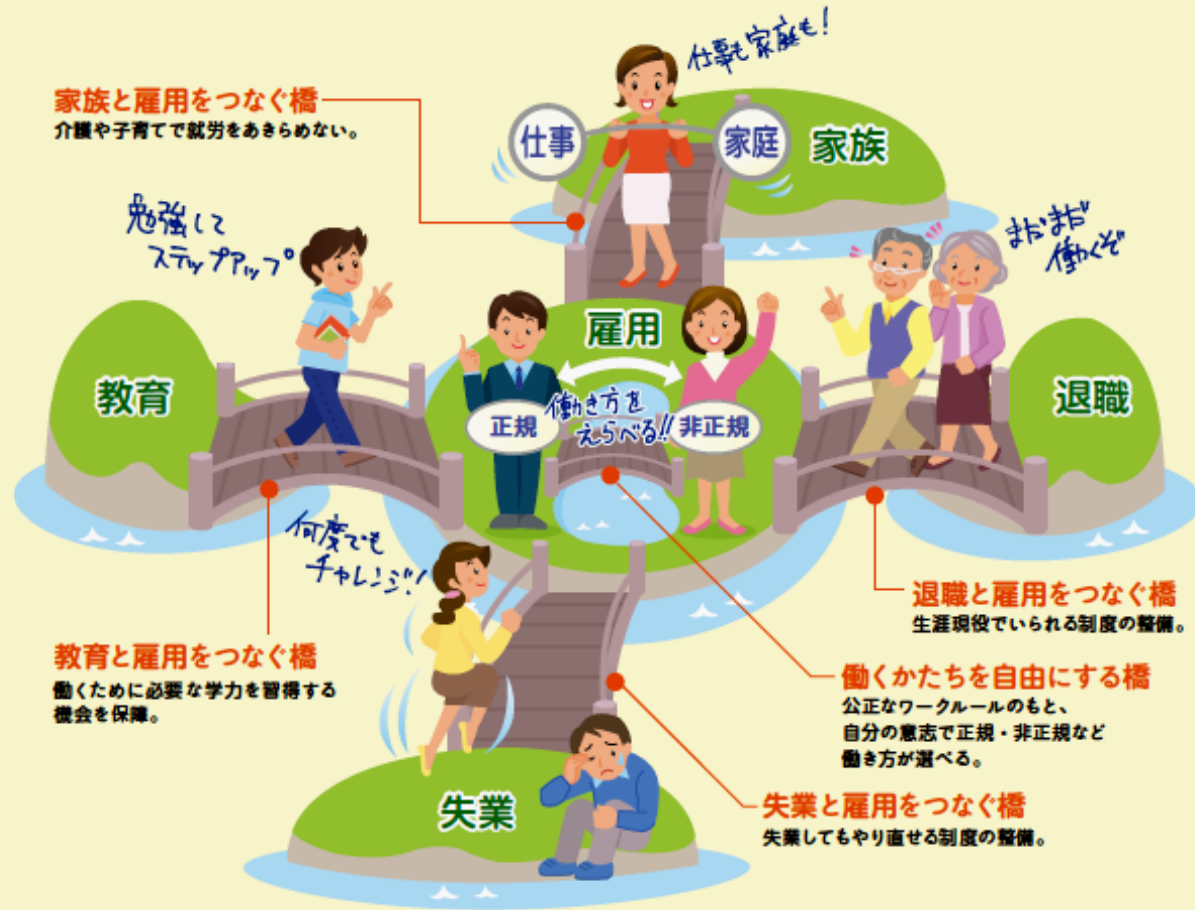 仕事も家庭も!
家族と雇用をつなぐ橋
介護や子育てで就労をあきらめない。
仕事
家庭
家族
勉強して
ステップアップ
まだまだ
働くぞ
雇用
教育
正規
働き方を
えらべる!!
非正規
退職
何度でも
チャレンジ!
退職と雇用をつなぐ橋
生涯現役でいられる制度の整備。
教育と雇用をつなぐ橋
働くために必要な学力を習得する
機会を保障。
働くかたちを自由にする橋
公正なワークルールのもと、
自分の意志で正規・非正規など
働き方が選べる。
失業
失業と雇用をつなぐ橋
失業してもやり直せる制度の整備。